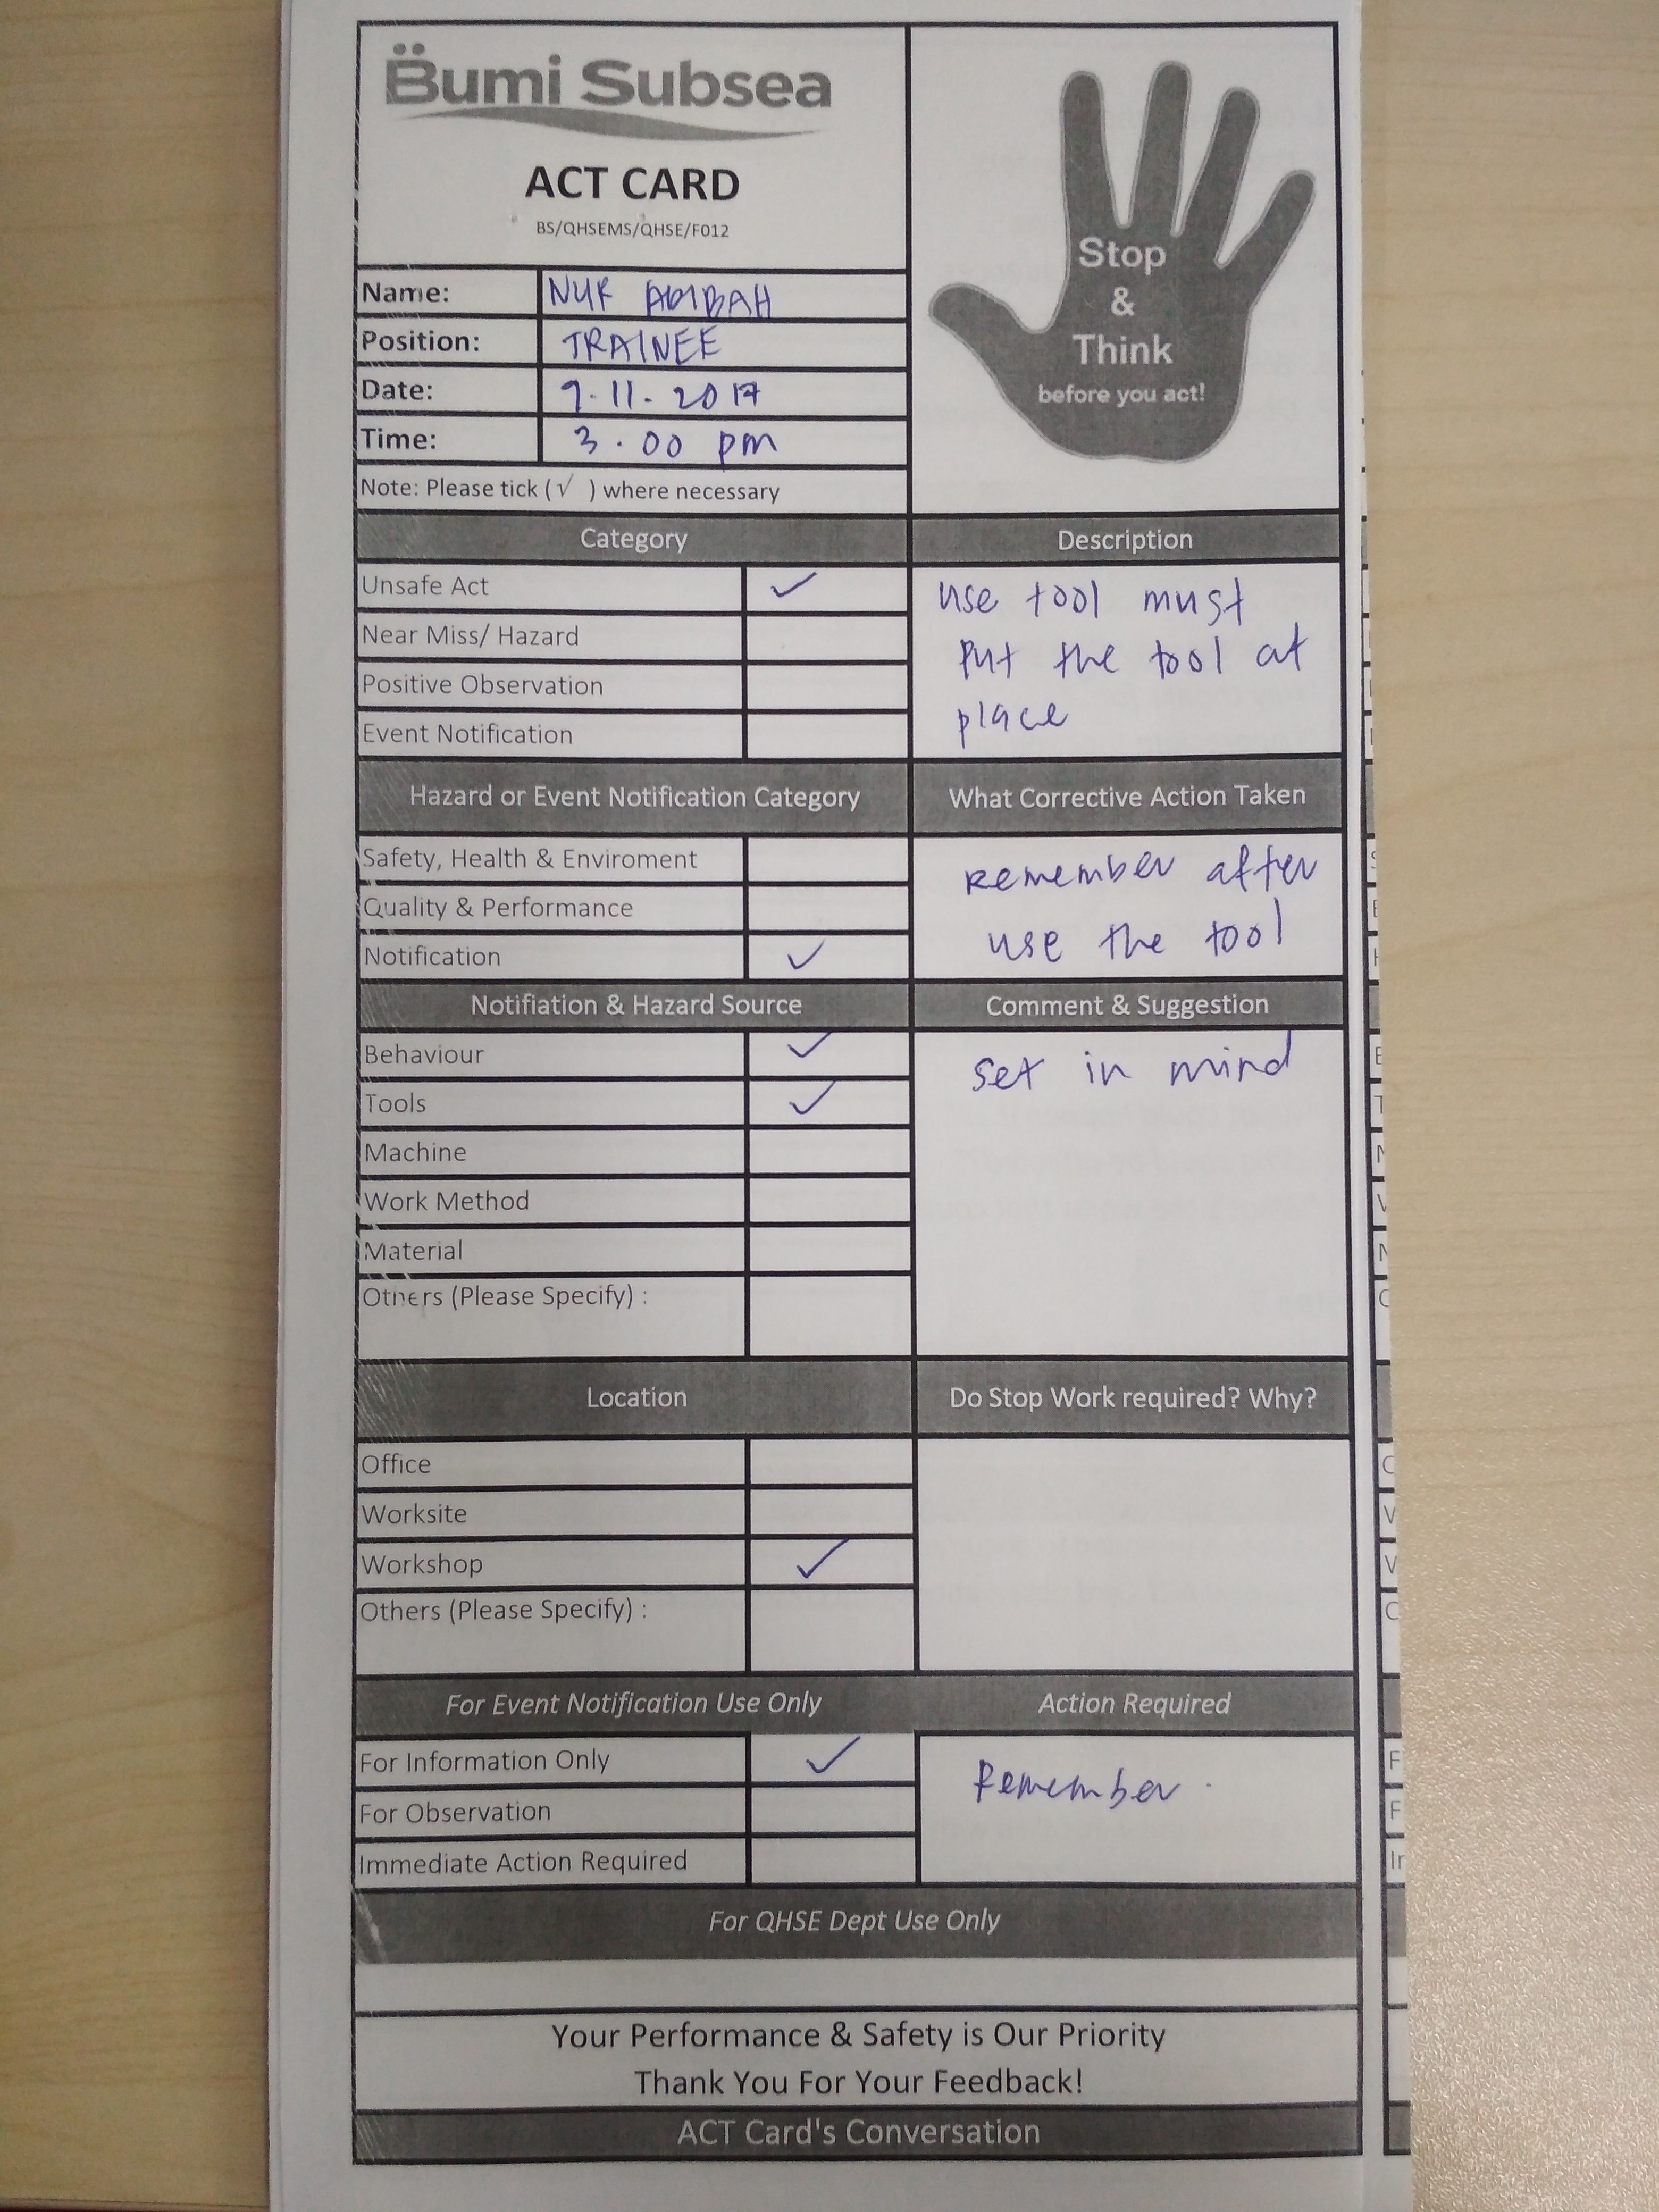 Bumi Subsea
ACT CARD
BS/QHSEMS/QHSE/F012
Stop
&
Think
before you act!
Name: NUR ADIBAH
Position: TRAINEE
Date: 9.11.2017
Time: 3.00 pm
Note: Please tick (√ ) where necessary
Category
Description
Unsafe Act ✓
Near Miss/ Hazard
Positive Observation
Event Notification
use tool must
put the tool at
place
Hazard or Event Notification Category
What Corrective Action Taken
Safety, Health & Enviroment
Quality & Performance
Notification ✓
remember after
use the tool
Notifiation & Hazard Source
Comment & Suggestion
Behaviour ✓
Tools ✓
Machine
Work Method
Material
Others (Please Specify) :
set in mind
Location
Do Stop Work required? Why?
Office
Worksite
Workshop ✓
Others (Please Specify) :
For Event Notification Use Only
Action Required
For Information Only ✓
For Observation
Immediate Action Required
Remember.
For QHSE Dept Use Only
Your Performance & Safety is Our Priority
Thank You For Your Feedback!
ACT Card's Conversation